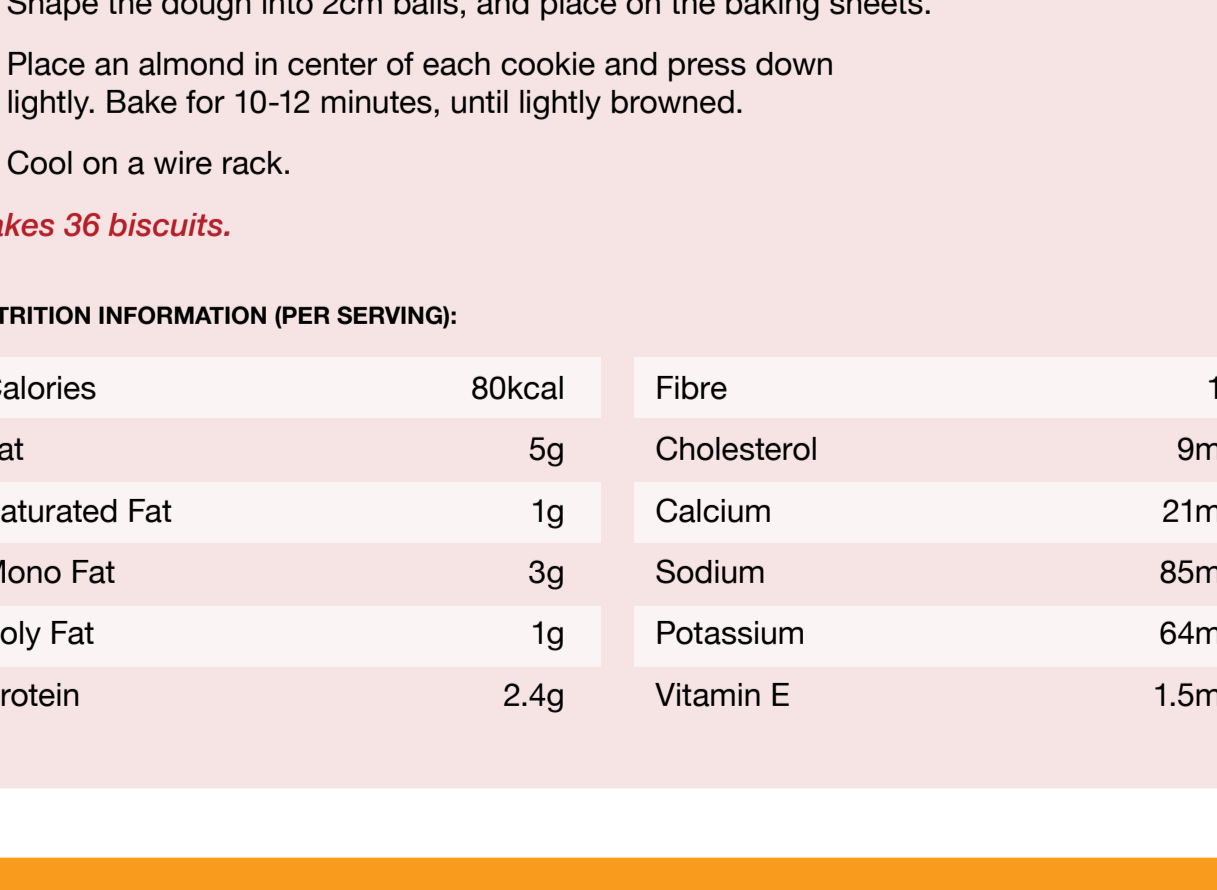 Shape the dough into 2cm balls, and place on the baking sheets.
Place an almond in center of each cookie and press down
lightly. Bake for 10-12 minutes, until lightly browned.
Cool on a wire rack.
akes 36 biscuits.
TRITION INFORMATION (PER SERVING):
Calories 80kcal
at 5g
aturated Fat 1g
Mono Fat 3g
oly Fat 1g
rotein 2.4g
Fibre 1
Cholesterol 9m
Calcium 21m
Sodium 85m
Potassium 64m
Vitamin E 1.5m